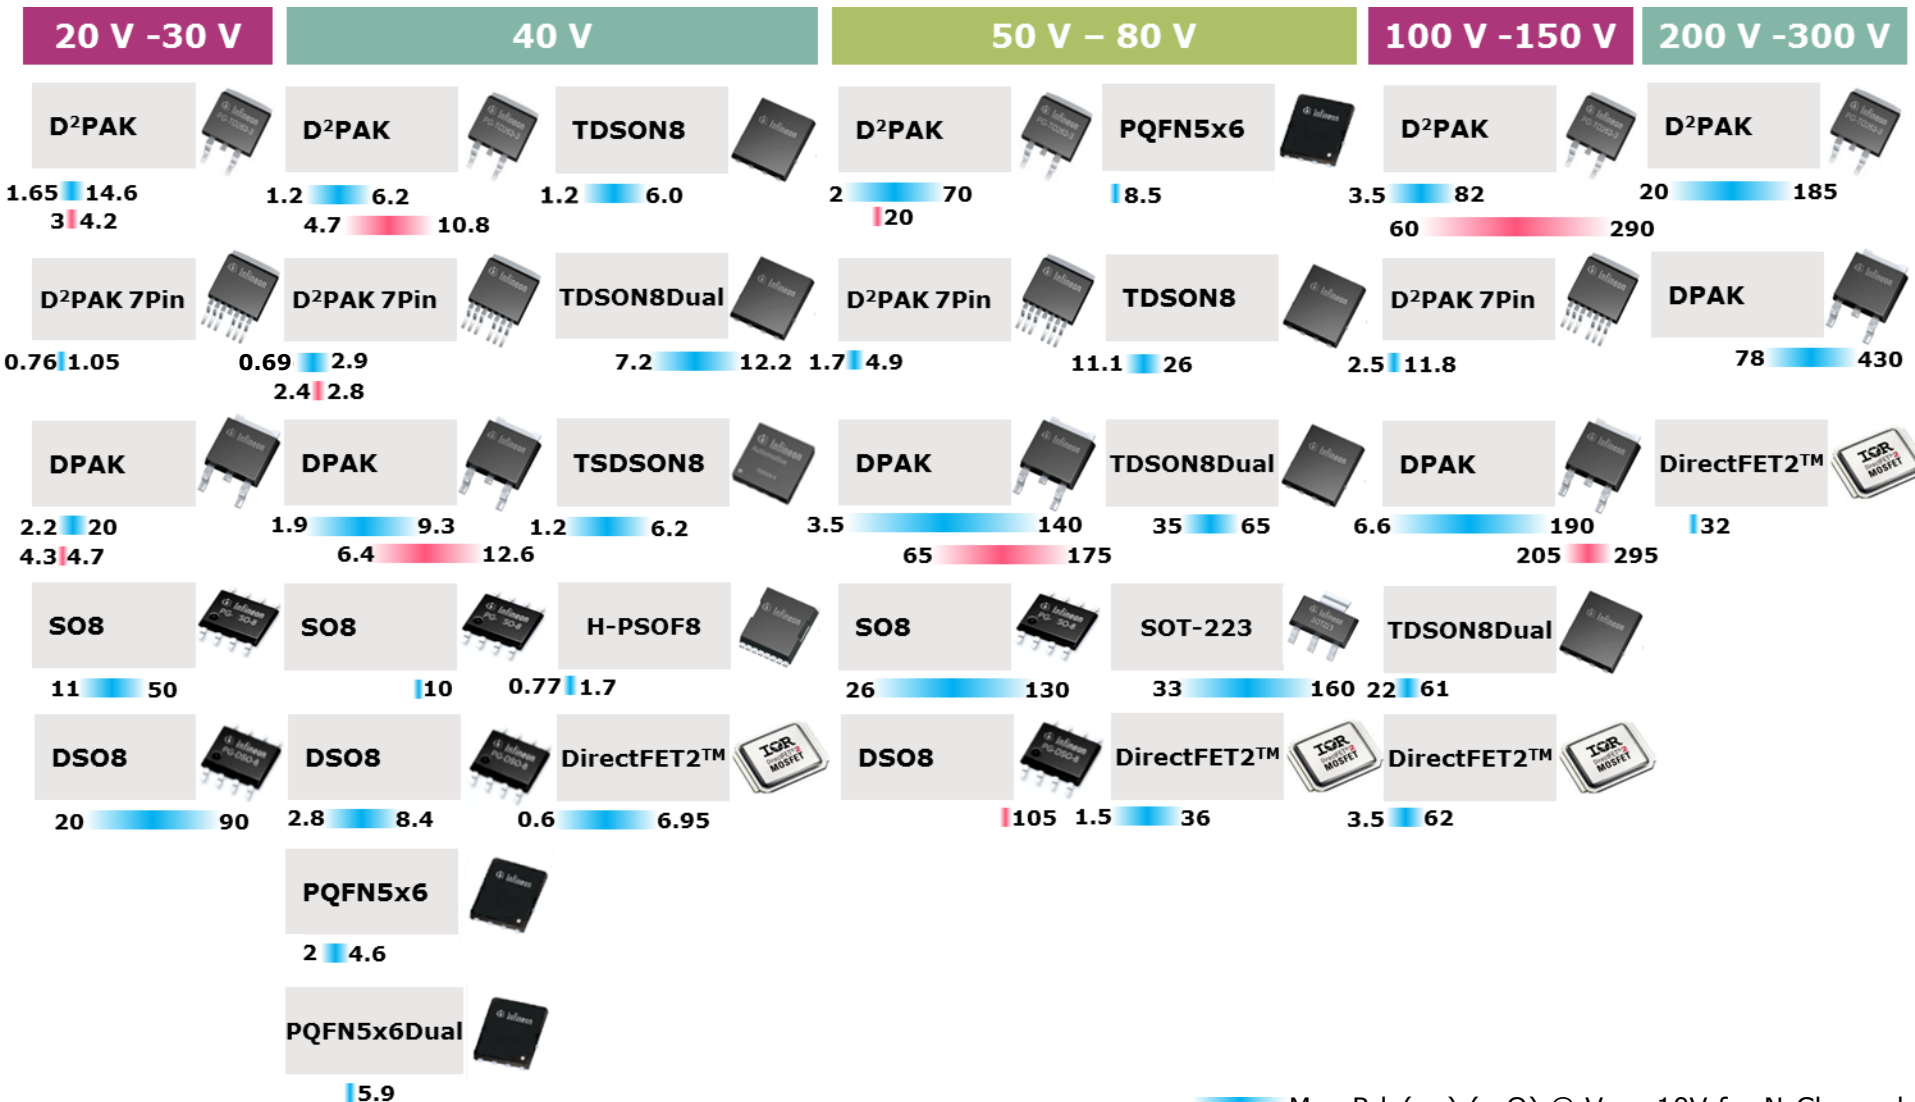 20 V -30 V 40 V 50 V – 80 V 100 V -150 V 200 V -300 V
D²PAK D²PAK TDSON8 D²PAK PQFN5x6 D²PAK D²PAK
1.65 14.6 1.2 6.2 1.2 6.0 2 70 8.5 3.5 82 20 185
3 4.2 4.7 10.8 20 60 290
D²PAK 7Pin D²PAK 7Pin TDSON8Dual D²PAK 7Pin TDSON8 D²PAK 7Pin DPAK
0.76 1.05 0.69 2.9 7.2 12.2 1.7 4.9 11.1 26 2.5 11.8 78 430
2.4 2.8
DPAK DPAK TSDSON8 DPAK TDSON8Dual DPAK DirectFET2™
2.2 20 1.9 9.3 1.2 6.2 3.5 140 35 65 6.6 190 32
4.3 4.7 6.4 12.6 65 175 205 295
SO8 SO8 H-PSOF8 SO8 SOT-223 TDSON8Dual
11 50 10 0.77 1.7 26 130 33 160 22 61
DSO8 DSO8 DirectFET2™ DSO8 DirectFET2™ DirectFET2™
20 90 2.8 8.4 0.6 6.95 105 1.5 36 3.5 62
PQFN5x6
2 4.6
PQFN5x6Dual
5.9